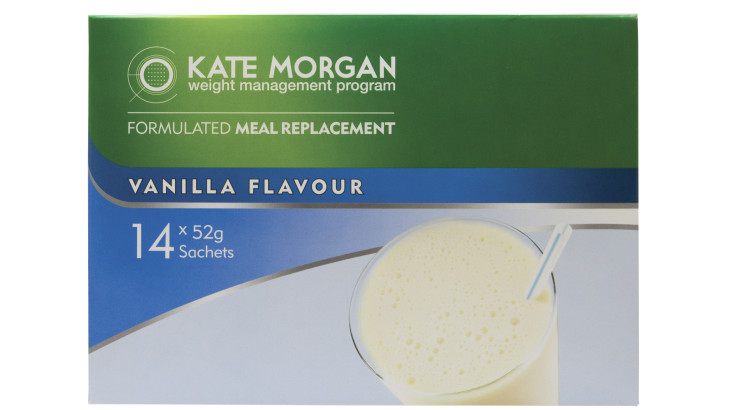 KATE MORGAN
weight management program
FORMULATED MEAL REPLACEMENT
VANILLA FLAVOUR
14 x 52g
Sachets